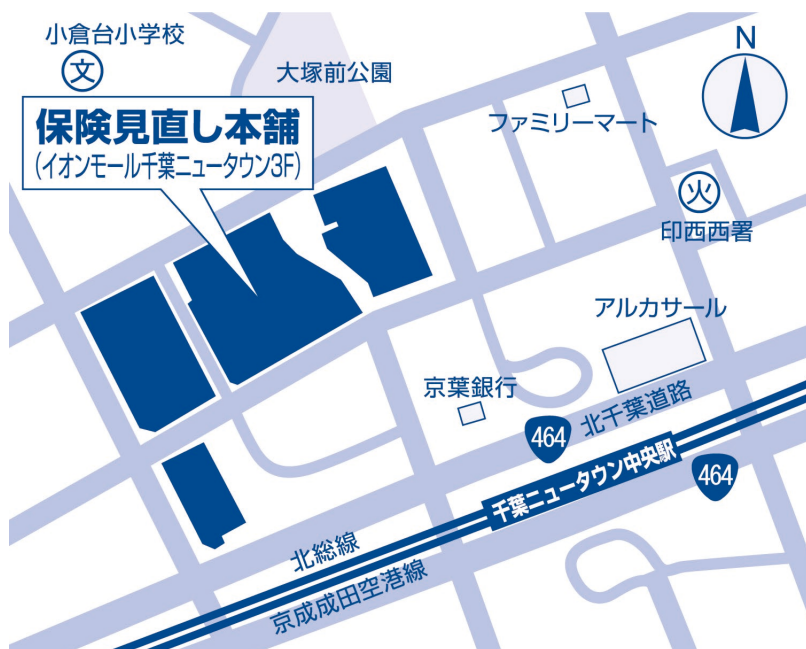 小倉台小学校
文
大塚前公園
N
保険見直し本舗
(イオンモール千葉ニュータウン3F)
ファミリーマート
火
印西西署
アルカサール
京葉銀行
北千葉道路
464
千葉ニュータウン中央駅
464
北総線
京成成田空港線